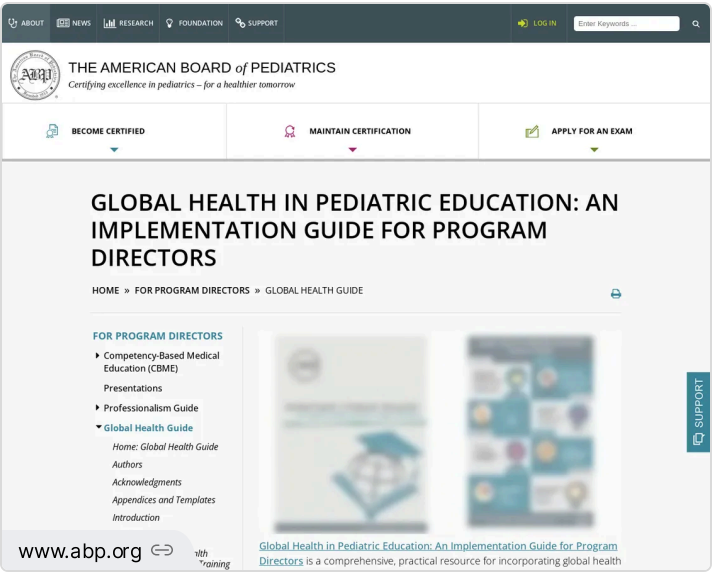 ABOUT NEWS RESEARCH FOUNDATION SUPPORT LOG IN Enter Keywords ...
ABP
THE AMERICAN BOARD of PEDIATRICS
Certifying excellence in pediatrics – for a healthier tomorrow
BECOME CERTIFIED MAINTAIN CERTIFICATION APPLY FOR AN EXAM
GLOBAL HEALTH IN PEDIATRIC EDUCATION: AN
IMPLEMENTATION GUIDE FOR PROGRAM
DIRECTORS
HOME » FOR PROGRAM DIRECTORS » GLOBAL HEALTH GUIDE
FOR PROGRAM DIRECTORS
Competency-Based Medical
Education (CBME)
Presentations
Professionalism Guide
Global Health Guide
Home: Global Health Guide
Authors
Acknowledgments
Appendices and Templates
Introduction
SUPPORT
www.abp.org
Global Health in Pediatric Education: An Implementation Guide for Program
Directors is a comprehensive, practical resource for incorporating global health